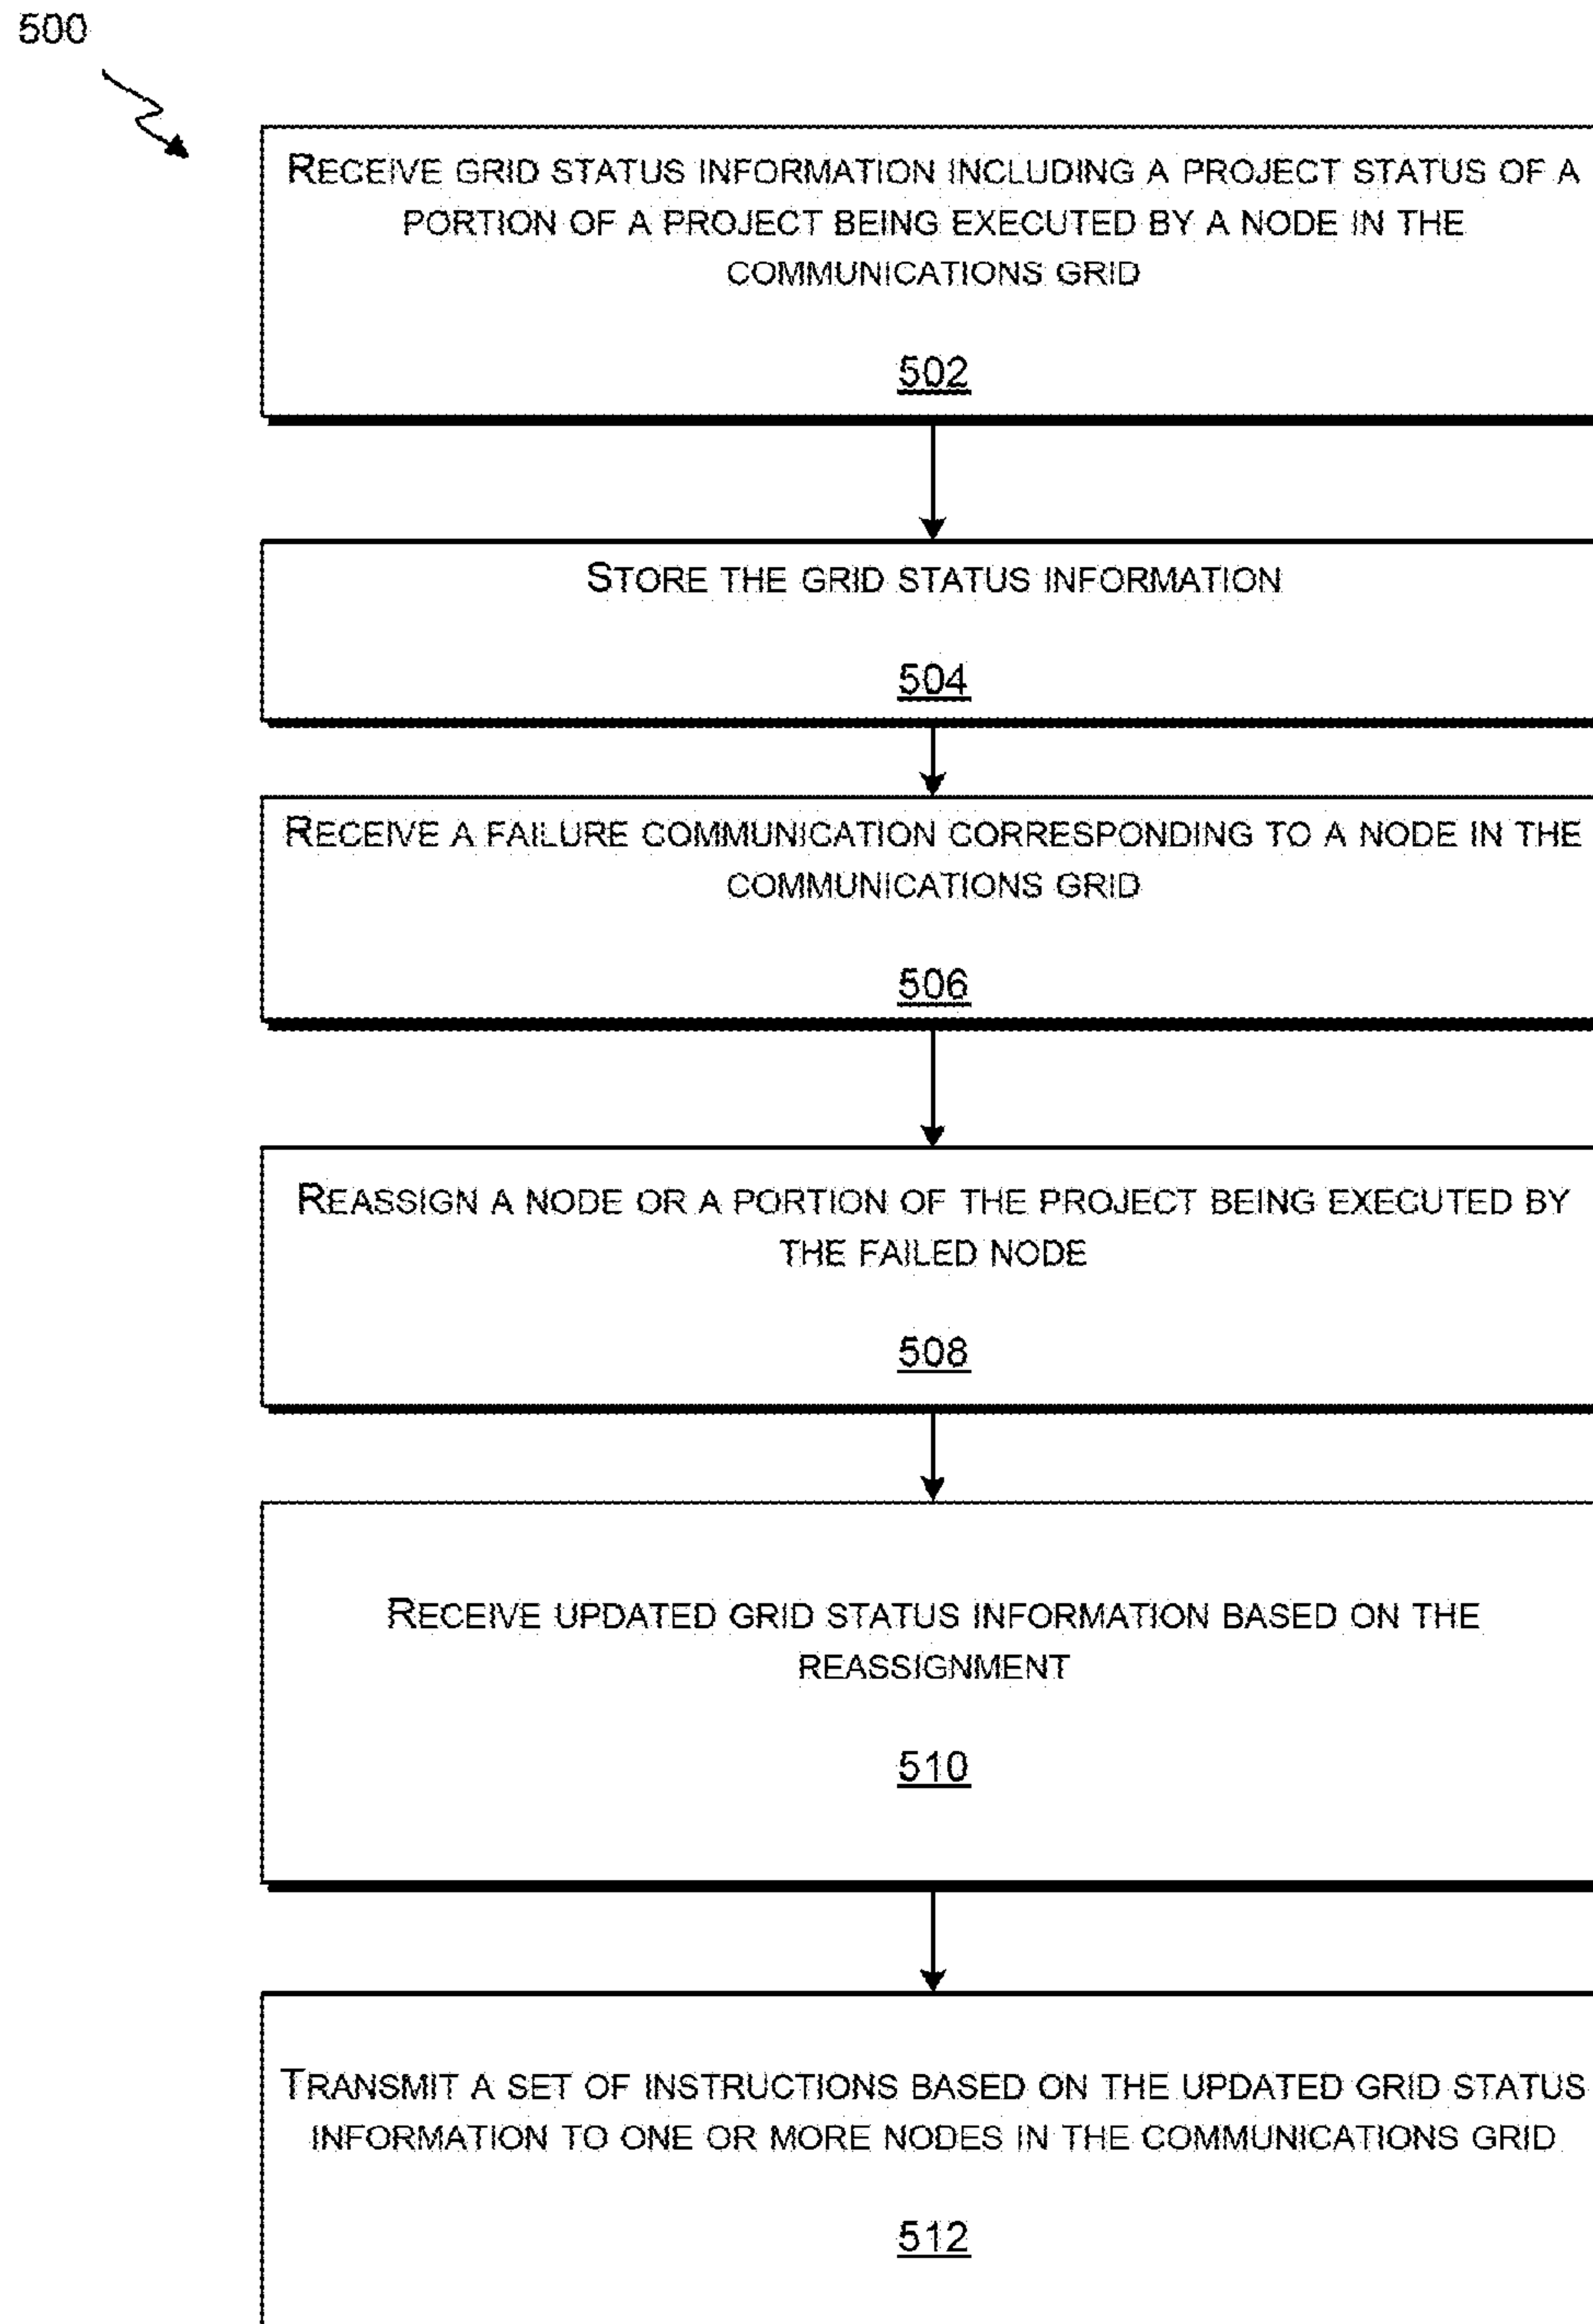 500
RECEIVE GRID STATUS INFORMATION INCLUDING A PROJECT STATUS OF A
PORTION OF A PROJECT BEING EXECUTED BY A NODE IN THE
COMMUNICATIONS GRID
502
STORE THE GRID STATUS INFORMATION
504
RECEIVE A FAILURE COMMUNICATION CORRESPONDING TO A NODE IN THE
COMMUNICATIONS GRID
506
REASSIGN A NODE OR A PORTION OF THE PROJECT BEING EXECUTED BY
THE FAILED NODE
508
RECEIVE UPDATED GRID STATUS INFORMATION BASED ON THE
REASSIGNMENT
510
TRANSMIT A SET OF INSTRUCTIONS BASED ON THE UPDATED GRID STATUS
INFORMATION TO ONE OR MORE NODES IN THE COMMUNICATIONS GRID
512